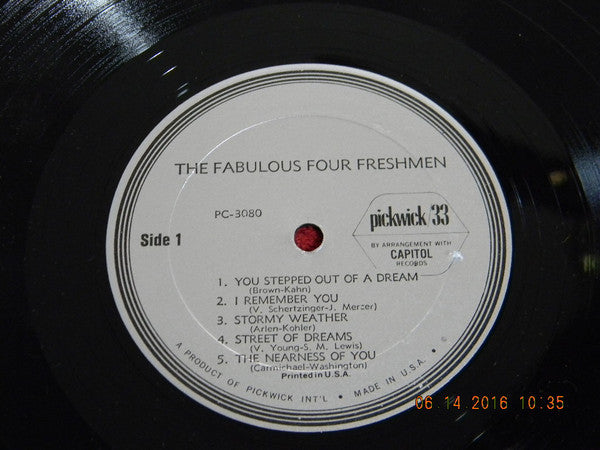 THE FABULOUS FOUR FRESHMEN
PC-3080
pickwick/33
Side 1
BY ARRANGEMENT WITH
CAPITOL
RECORDS
1. YOU STEPPED OUT OF A DREAM
(Brown-Kahn)
2. I REMEMBER YOU
(V. Schertzinger-J. Mercer)
3. STORMY WEATHER
(Arlen-Kohler)
4. STREET OF DREAMS
(V. Young-S. M. Lewis)
5. THE NEARNESS OF YOU
(Carmichael-Washington)
Printed in U.S.A.
A PRODUCT OF PICKWICK INT'L • MADE IN U.S.A. • ©
06.14.2016 10:35